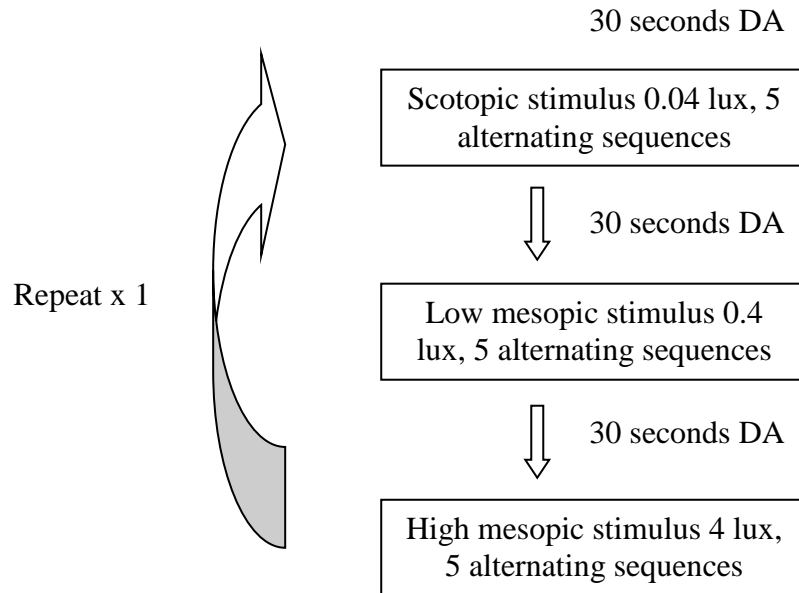 30 seconds DA
Scotopic stimulus 0.04 lux, 5
alternating sequences
30 seconds DA
Repeat x 1
Low mesopic stimulus 0.4
lux, 5 alternating sequences
30 seconds DA
High mesopic stimulus 4 lux,
5 alternating sequences